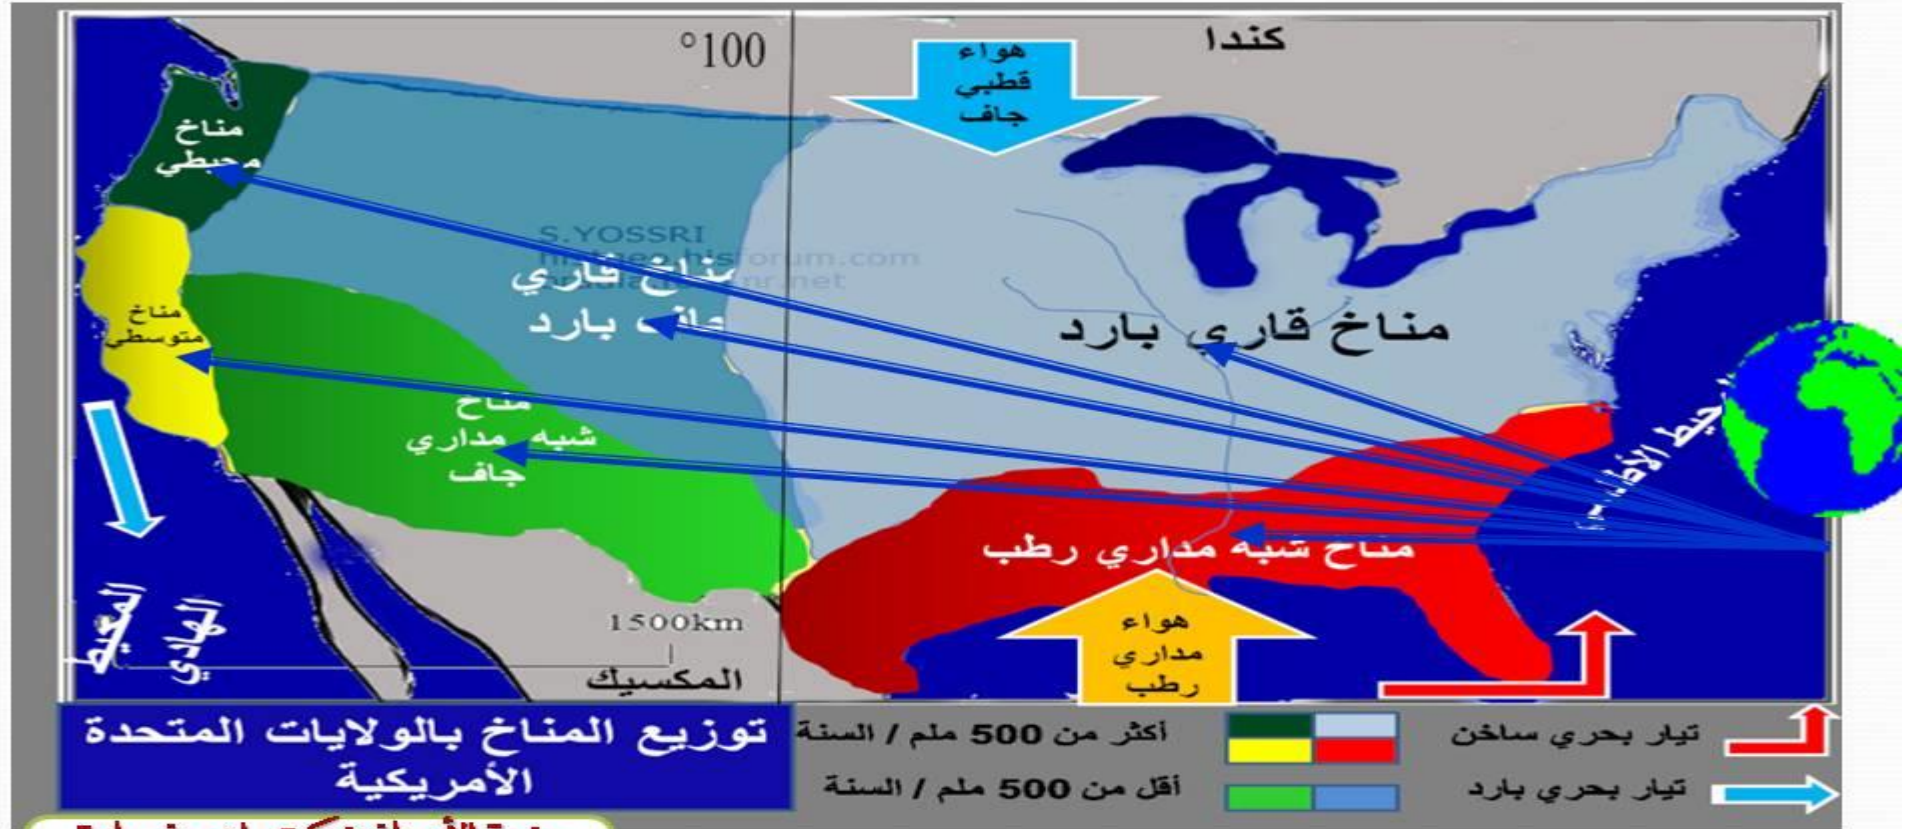 كندا
°100
هواء
قطبي
جاف
مناخ
محيطي
S.YOSSRI
مناخ قاري
بارد
مناخ قاري بارد
مناخ
متوسطي
مناخ
شبه مداري
جاف
مناخ شبه مداري رطب
هواء
مداري
رطب
المحيط
الهادي
1500km
المكسيك
توزيع المناخ بالولايات المتحدة
الأمريكية
أكثر من 500 ملم / السنة
أقل من 500 ملم / السنة
تيار بحري ساخن
تيار بحري بارد